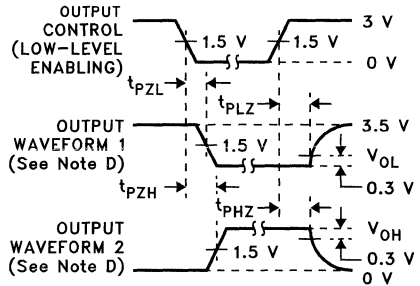 OUTPUT
CONTROL
(LOW-LEVEL
ENABLING)
1.5 V
1.5 V
3 V
0 V
tPZL
tPLZ
OUTPUT
WAVEFORM 1
(See Note D)
1.5 V
3.5 V
VOL
0.3 V
tPZH
tPHZ
OUTPUT
WAVEFORM 2
(See Note D)
1.5 V
VOH
0.3 V
0 V